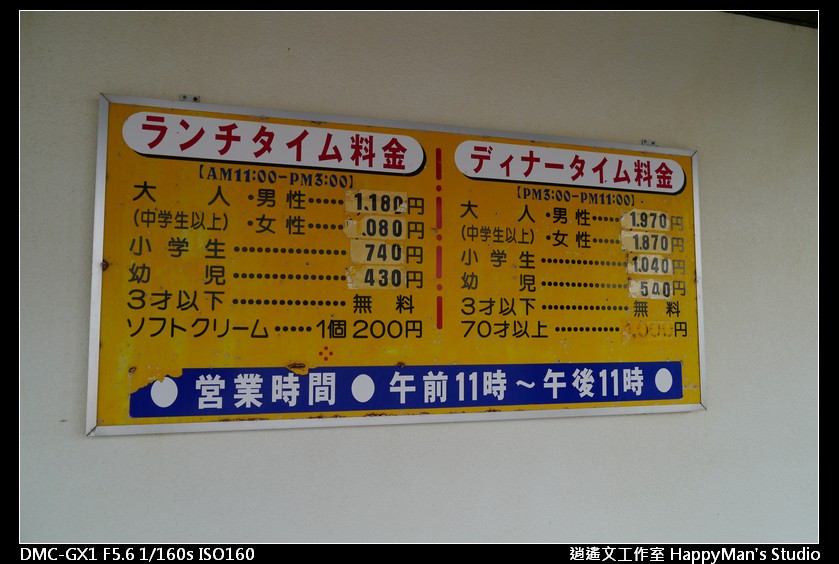 ランチタイム料金
【AM11:00-PM3:00】
大人・男性……1.180円
(中学生以上)・女性…….080円
小学生………………740円
幼児………………430円
3才以下………………無料
ソフトクリーム……1個200円
ディナータイム料金
【PM3:00-PM11:00】
大人・男性……1.970円
(中学生以上)・女性……1.870円
小学生………………1.040円
幼児………………540円
3才以下………………無料
70才以上………………円
●営業時間●午前11時～午後11時●
DMC-GX1 F5.6 1/160s ISO160
逍遙文工作室 HappyMan's Studio